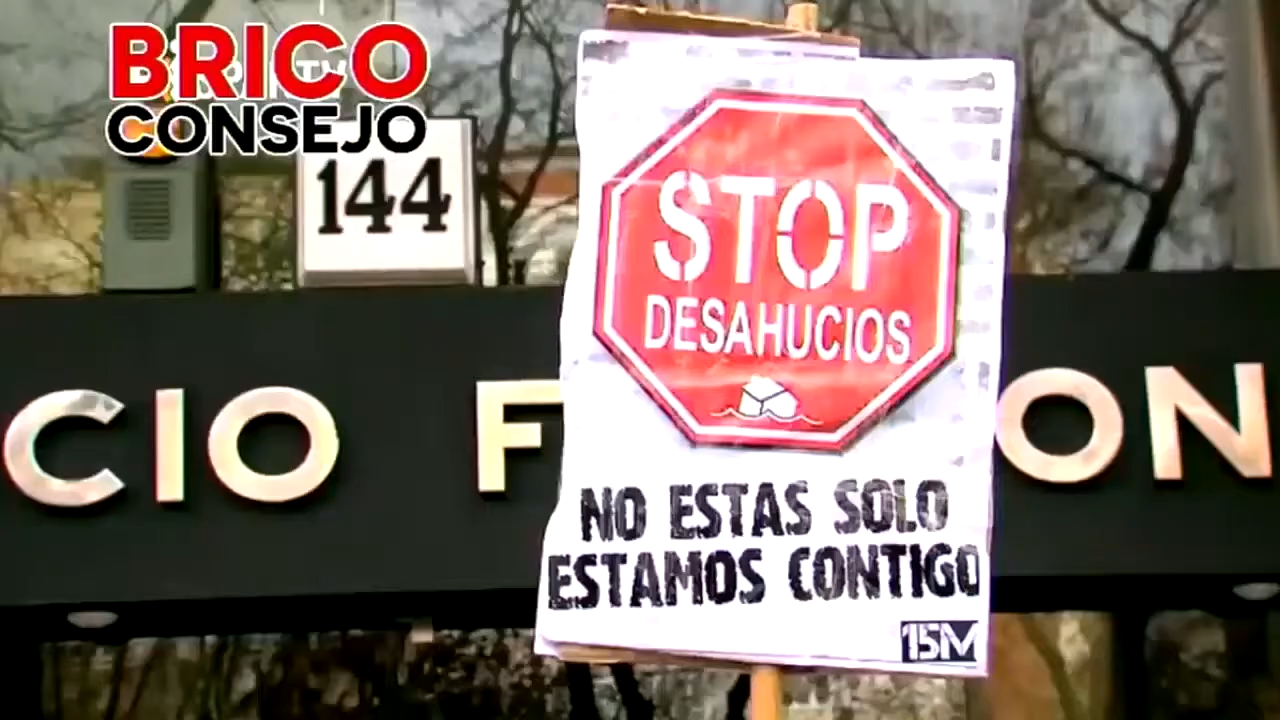 BRICO
CONSEJO
144
STOP
DESAHUCIOS
CIO F ON
NO ESTAS SOLO
ESTAMOS CONTIGO
15M